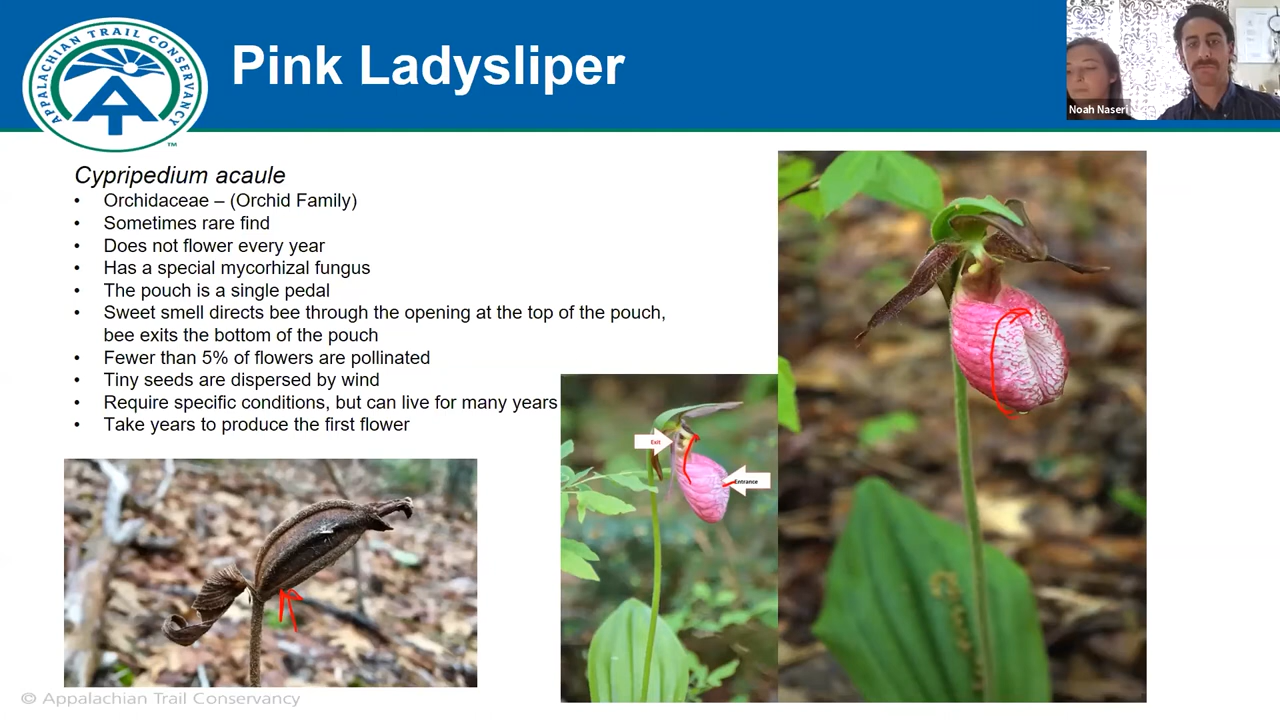 APPALACHIAN TRAIL CONSERVANCY
TM
Pink Ladysliper
Noah Naseri
Cypripedium acaule
• Orchidaceae – (Orchid Family)
• Sometimes rare find
• Does not flower every year
• Has a special mycorhizal fungus
• The pouch is a single pedal
• Sweet smell directs bee through the opening at the top of the pouch,
bee exits the bottom of the pouch
• Fewer than 5% of flowers are pollinated
• Tiny seeds are dispersed by wind
• Require specific conditions, but can live for many years
• Take years to produce the first flower
Exit
Entrance
© Appalachian Trail Conservancy